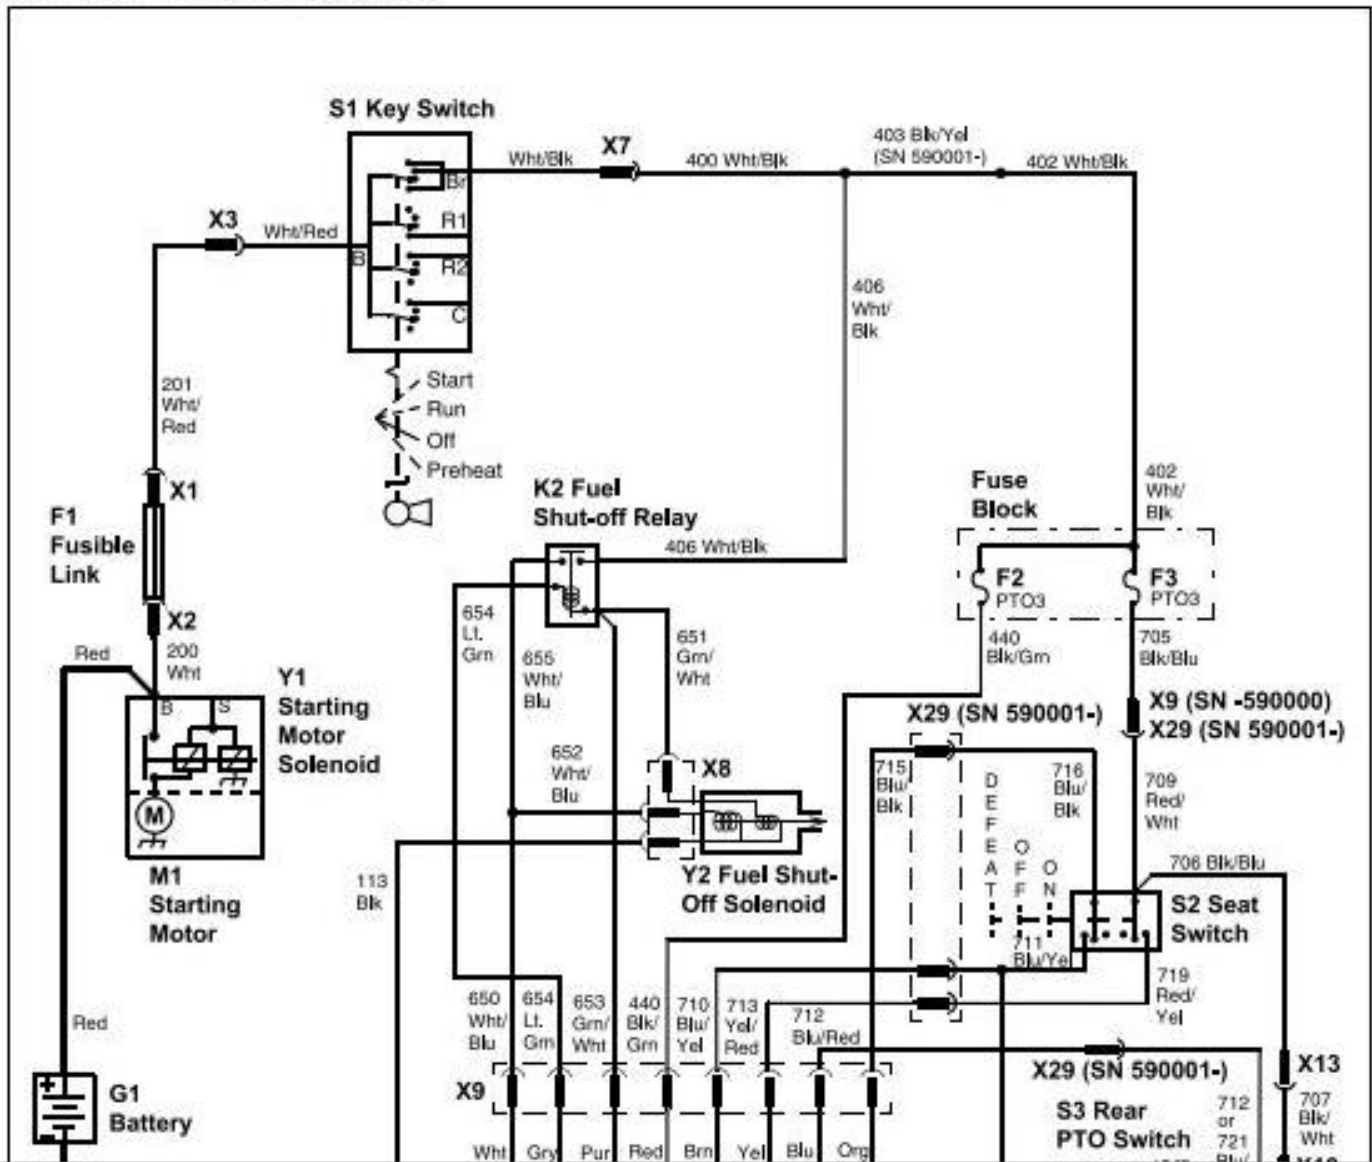 S1 Key Switch
Wht/Blk
X7
400 Wht/Blk
403 Blk/Yel
(SN 590001-)
402 Wht/Blk
X3
Wht/Red
B
Br
R1
R2
C
406
Wht/
Blk
201
Wht/
Red
Start
Run
Off
Preheat
X1
F1
Fusible
Link
X2
K2 Fuel
Shut-off Relay
406 Wht/Blk
Fuse
Block
402
Wht/
Blk
F2
PTO3
F3
PTO3
Red
200
Wht
B
S
Y1
Starting
Motor
Solenoid
M
M1
Starting
Motor
654
Lt.
Grn
655
Wht/
Blu
651
Grn/
Wht
440
Blk/Grn
705
Blk/Blu
X9 (SN -590000)
X29 (SN 590001-)
X29 (SN 590001-)
652
Wht/
Blu
X8
715
Blu/
Blk
DEFEAT
OFF
ON
716
Blu/
Blk
709
Red/
Wht
113
Blk
Y2 Fuel Shut-
Off Solenoid
706 Blk/Blu
S2 Seat
Switch
711
Blu/Yel
719
Red/
Yel
Red
650
Wht/
Blu
654
Lt.
Grn
653
Grn/
Wht
440
Blk/
Grn
710
Blu/
Yel
713
Yel/
Red
712
Blu/Red
X29 (SN 590001-)
X13
X9
G1
Battery
S3 Rear
PTO Switch
712
or
721
Blu/
707
Blk/
Wht
Wht
Gry
Pur
Red
Brn
Yel
Blu
Org